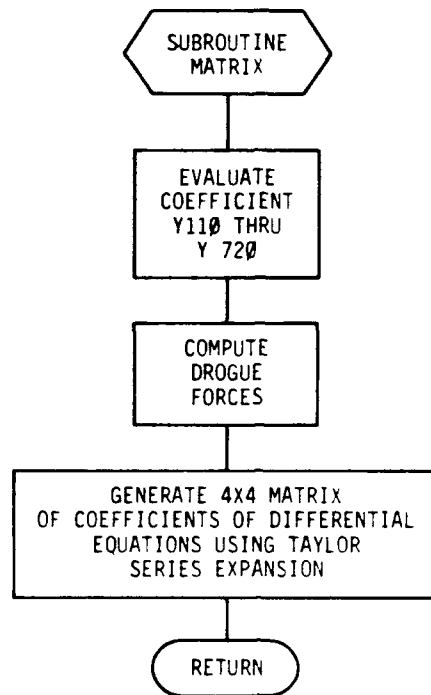 SUBROUTINE
MATRIX
EVALUATE
COEFFICIENT
Y11Ø THRU
Y 72Ø
COMPUTE
DROGUE
FORCES
GENERATE 4X4 MATRIX
OF COEFFICIENTS OF DIFFERENTIAL
EQUATIONS USING TAYLOR
SERIES EXPANSION
RETURN